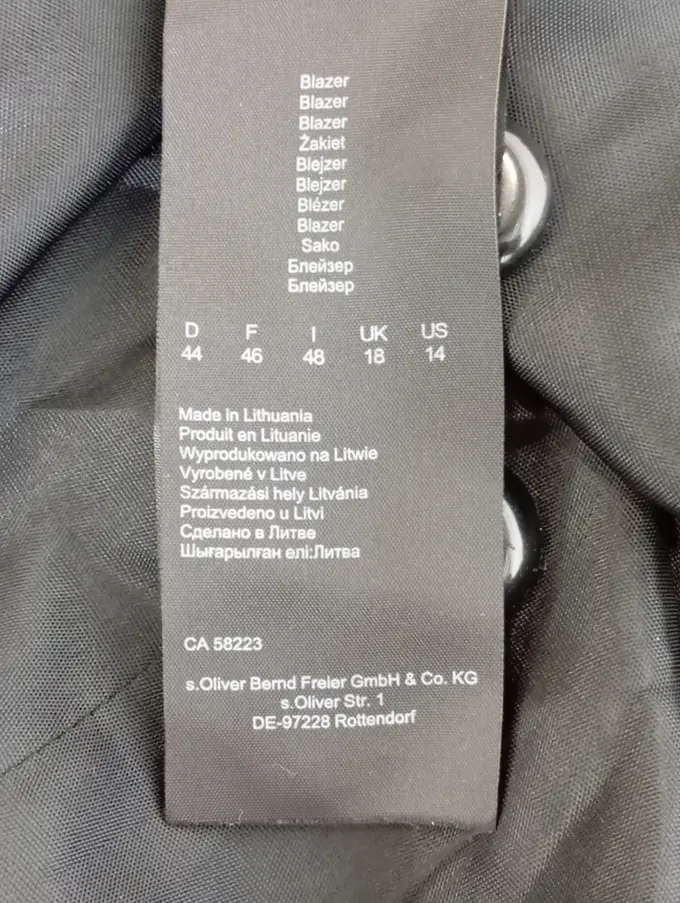 Blazer
Blazer
Blazer
Żakiet
Blejzer
Blejzer
Blézer
Blazer
Sako
Блейзер
Блейзер
D F I UK US
44 46 48 18 14
Made in Lithuania
Produit en Lituanie
Wyprodukowano na Litwie
Vyrobené v Litve
Származási hely Litvánia
Proizvedeno u Litvi
Сделано в Литве
Шығарылған елі:Литва
CA 58223
s.Oliver Bernd Freier GmbH & Co. KG
s.Oliver Str. 1
DE-97228 Rottendorf